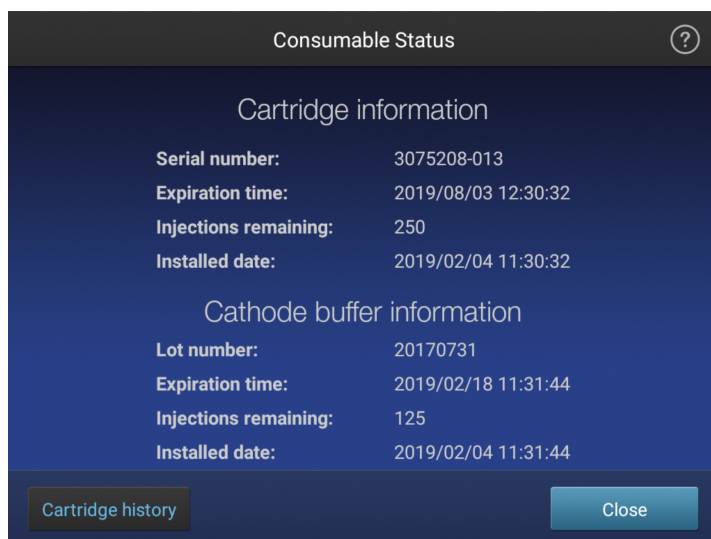 Consumable Status
?
Cartridge information
Serial number: 3075208-013
Expiration time: 2019/08/03 12:30:32
Injections remaining: 250
Installed date: 2019/02/04 11:30:32
Cathode buffer information
Lot number: 20170731
Expiration time: 2019/02/18 11:31:44
Injections remaining: 125
Installed date: 2019/02/04 11:31:44
Cartridge history Close